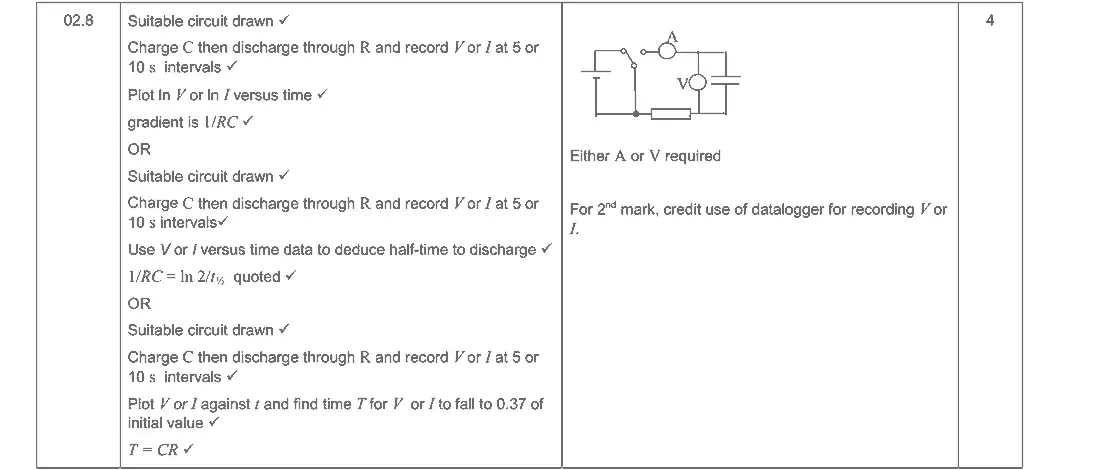 02.8
Suitable circuit drawn ✓
Charge C then discharge through R and record V or I at 5 or
10 s intervals ✓
Plot ln V or ln I versus time ✓
gradient is 1/RC ✓
OR
Suitable circuit drawn ✓
Charge C then discharge through R and record V or I at 5 or
10 s intervals✓
Use V or I versus time data to deduce half-time to discharge ✓
1/RC = ln 2/t½ quoted ✓
OR
Suitable circuit drawn ✓
Charge C then discharge through R and record V or I at 5 or
10 s intervals ✓
Plot V or I against t and find time T for V or I to fall to 0.37 of
initial value ✓
T = CR ✓
A
V
Either A or V required
For 2nd mark, credit use of datalogger for recording V or
I.
4